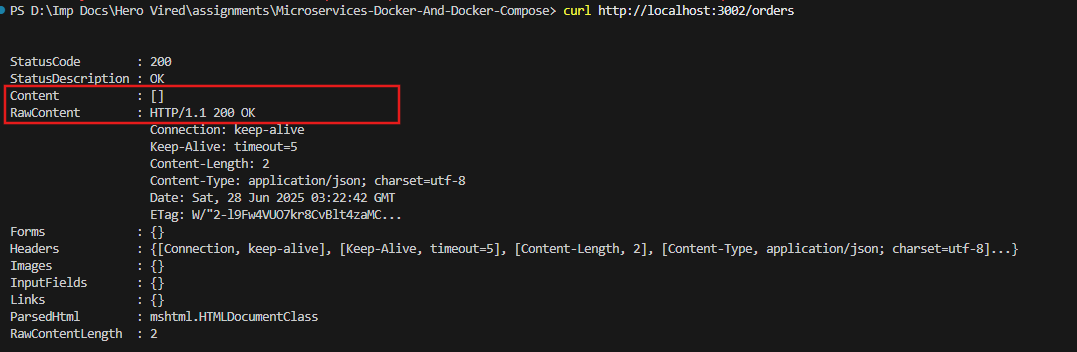 PS D:\Imp Docs\Hero Vired\assignments\Microservices-Docker-And-Docker-Compose> curl http://localhost:3002/orders
StatusCode        : 200
StatusDescription : OK
Content           : []
RawContent        : HTTP/1.1 200 OK
                    Connection: keep-alive
                    Keep-Alive: timeout=5
                    Content-Length: 2
                    Content-Type: application/json; charset=utf-8
                    Date: Sat, 28 Jun 2025 03:22:42 GMT
                    ETag: W/"2-l9Fw4VUO7kr8CvBlt4zaMC...
Forms             : {}
Headers           : {[Connection, keep-alive], [Keep-Alive, timeout=5], [Content-Length, 2], [Content-Type, application/json; charset=utf-8]...}
Images            : {}
InputFields       : {}
Links             : {}
ParsedHtml        : mshtml.HTMLDocumentClass
RawContentLength  : 2